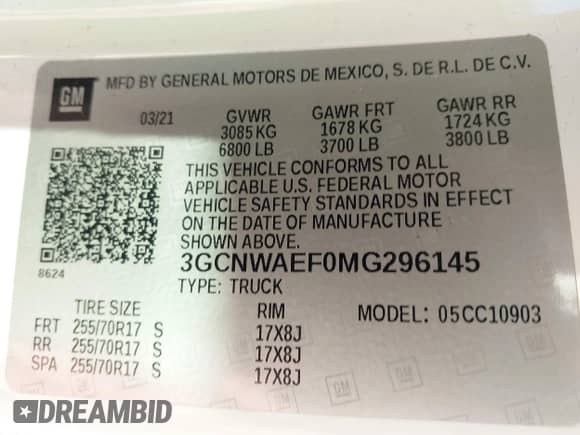 GM MFD BY GENERAL MOTORS DE MEXICO, S. DE R.L. DE C.V.
03/21 GVWR GAWR FRT GAWR RR
3085 KG 1678 KG 1724 KG
6800 LB 3700 LB 3800 LB
THIS VEHICLE CONFORMS TO ALL
APPLICABLE U.S. FEDERAL MOTOR
VEHICLE SAFETY STANDARDS IN EFFECT
ON THE DATE OF MANUFACTURE
SHOWN ABOVE.
8624
3GCNWAEF0MG296145
TYPE: TRUCK
TIRE SIZE RIM MODEL: 05CC10903
FRT 255/70R17 S 17X8J
RR 255/70R17 S 17X8J
SPA 255/70R17 S 17X8J
GM
DREAMBID